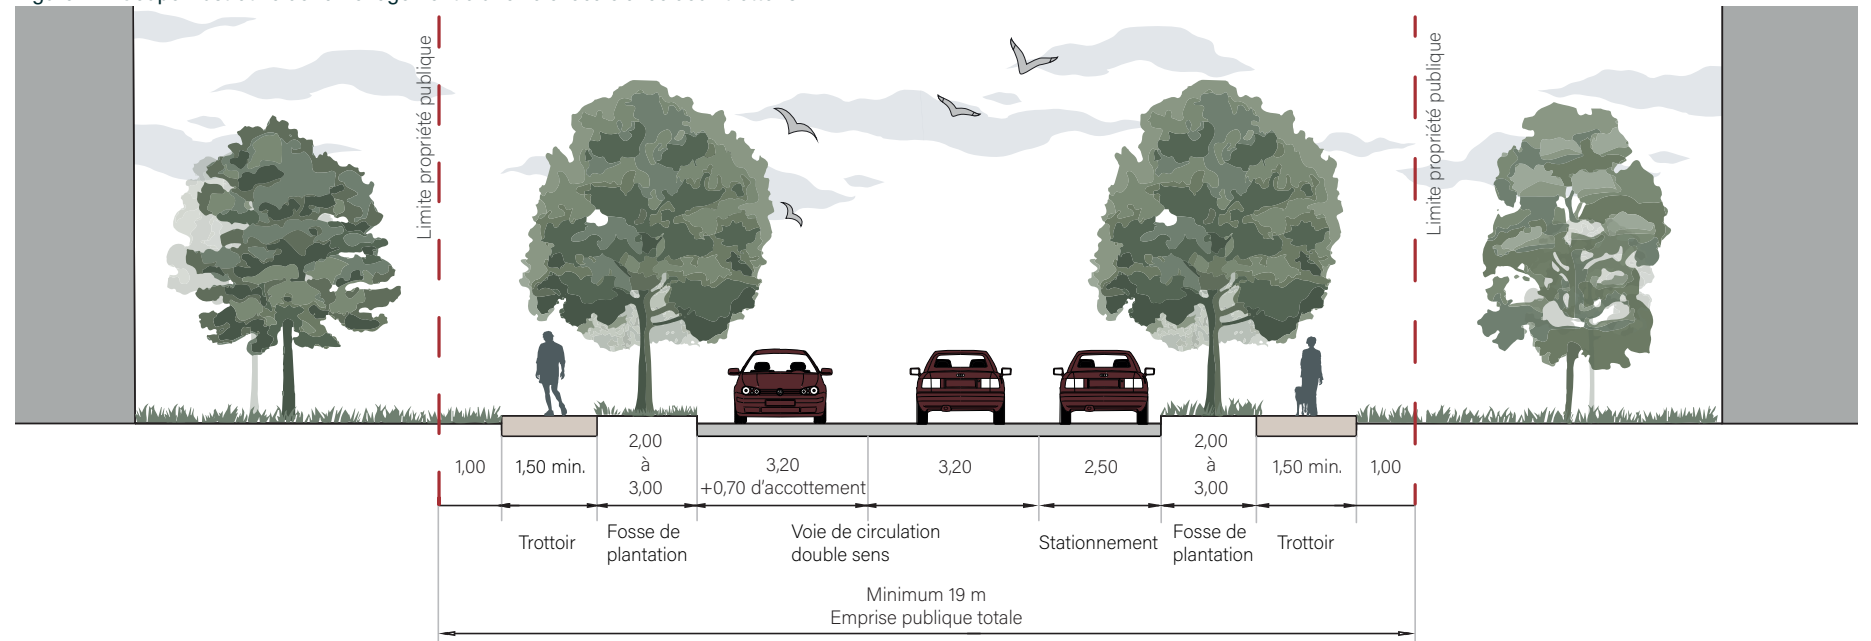 Limite propriété publique
Limite propriété publique
1,00
1,50 min.
2,00
à
3,00
3,20
+0,70 d’accottement
3,20
2,50
2,00
à
3,00
1,50 min.
1,00
Trottoir
Fosse de
plantation
Voie de circulation
double sens
Stationnement
Fosse de
plantation
Trottoir
Minimum 19 m
Emprise publique totale